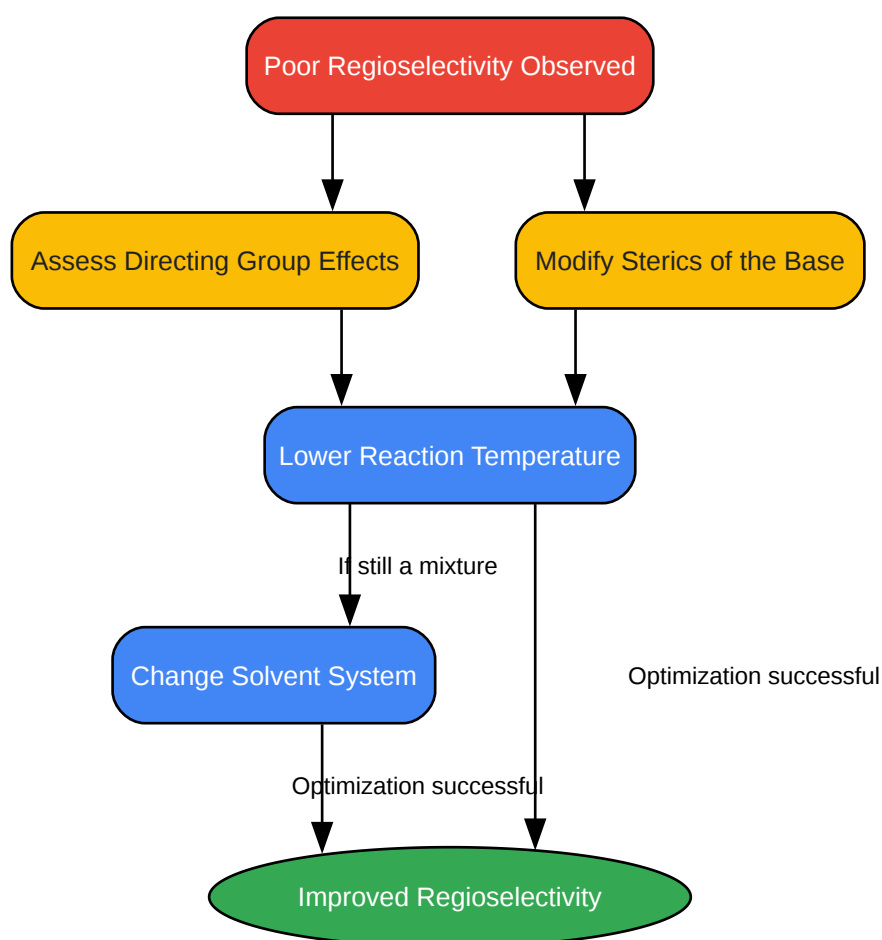 Poor Regioselectivity Observed
Assess Directing Group Effects
Modify Sterics of the Base
Lower Reaction Temperature
If still a mixture
Change Solvent System
Optimization successful
Optimization successful
Improved Regioselectivity